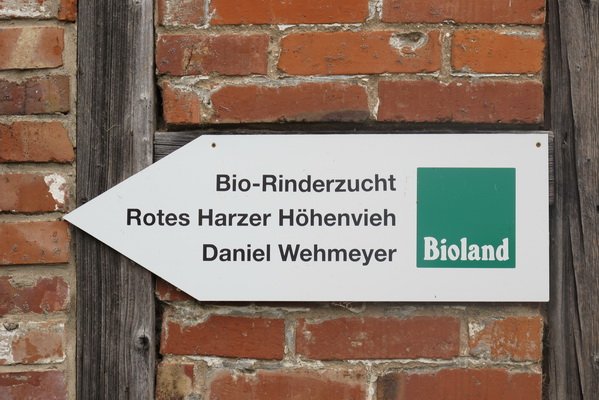 Bio-Rinderzucht
Rotes Harzer Höhenvieh
Daniel Wehmeyer
Bioland